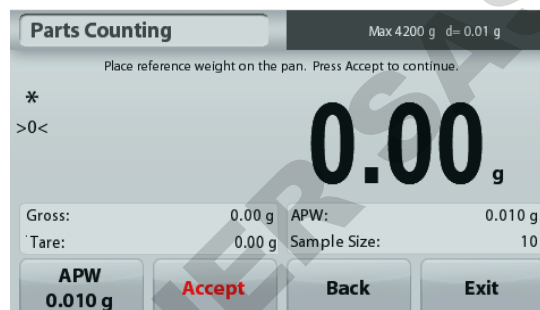 Parts Counting
Max 4200 g d= 0.01 g
Place reference weight on the pan. Press Accept to continue.
*
>0<
0.00 g
Gross: 0.00 g APW: 0.010 g
Tare: 0.00 g Sample Size: 10
APW
0.010 g
Accept Back Exit